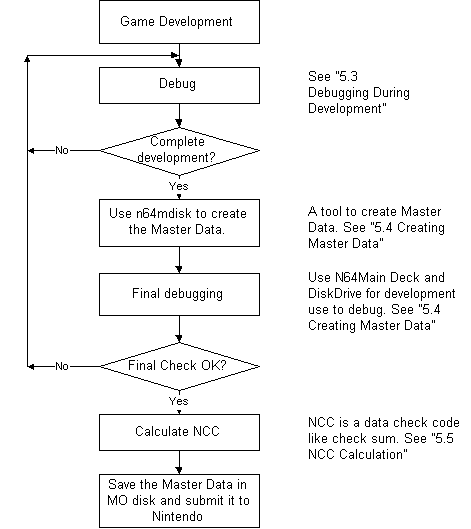 Game Development
Debug
See "5.3
Debugging During
Development"
Complete
development?
No
Yes
Use n64mdisk to create
the Master Data.
A tool to create Master
Data. See "5.4 Creating
Master Data"
Final debugging
Use N64Main Deck and
DiskDrive for development
use to debug. See "5.4
Creating Master Data"
Final Check OK?
No
Yes
Calculate NCC
NCC is a data check code
like check sum. See "5.5
NCC Calculation"
Save the Master Data in
MO disk and submit it to
Nintendo